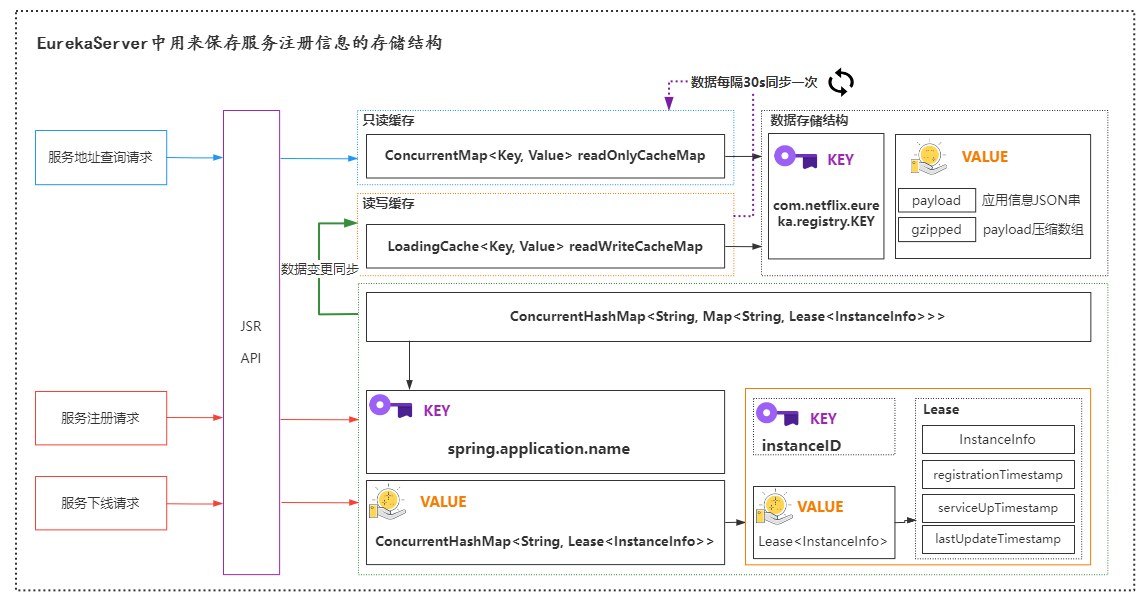 EurekaServer中用来保存服务注册信息的存储结构
数据每隔30s同步一次
服务地址查询请求
只读缓存
ConcurrentMap<Key, Value> readOnlyCacheMap
读写缓存
LoadingCache<Key, Value> readWriteCacheMap
数据存储结构
KEY
com.netflix.eure
ka.registry.KEY
VALUE
payload
应用信息JSON串
gzipped
payload压缩数组
数据变更同步
JSR
API
ConcurrentHashMap<String, Map<String, Lease<InstanceInfo>>>
服务注册请求
服务下线请求
KEY
spring.application.name
VALUE
ConcurrentHashMap<String, Lease<InstanceInfo>>
KEY
instanceID
VALUE
Lease<InstanceInfo>
Lease
InstanceInfo
registrationTimestamp
serviceUpTimestamp
lastUpdateTimestamp